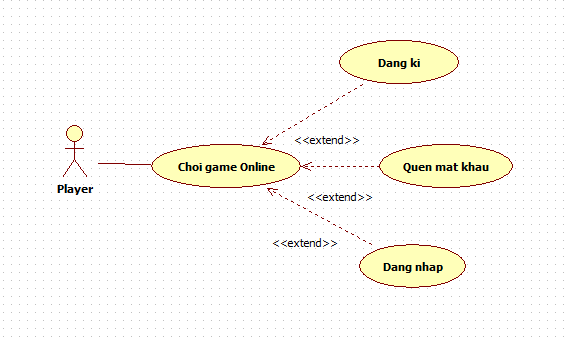 Dang ki
<<extend>>
Choi game Online
Quen mat khau
Player
<<extend>>
<<extend>>
Dang nhap